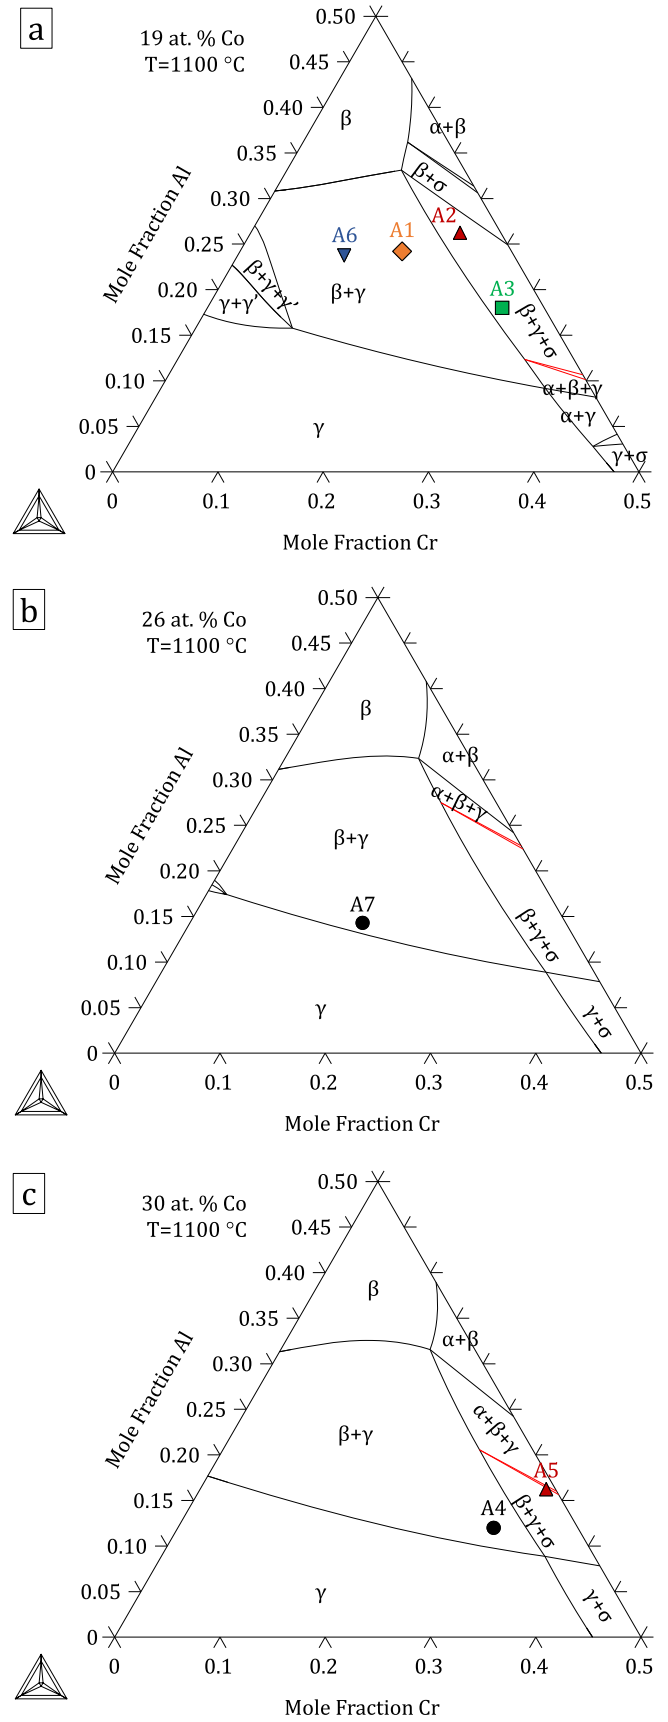 a
19 at. % Co
T=1100 °C
Mole Fraction Al
0.50
0.45
0.40
0.35
0.30
0.25
0.20
0.15
0.10
0.05
0
β
α+β
β+σ
A2
A6
A1
β+γ+γ'
γ+γ'
β+γ
A3
β+γ+σ
α+β+γ
α+γ
γ
γ+σ
0 0.1 0.2 0.3 0.4 0.5
Mole Fraction Cr
b
26 at. % Co
T=1100 °C
Mole Fraction Al
0.50
0.45
0.40
0.35
0.30
0.25
0.20
0.15
0.10
0.05
0
β
α+β
α+β+γ
β+γ
A7
β+γ+σ
γ
γ+σ
0 0.1 0.2 0.3 0.4 0.5
Mole Fraction Cr
c
30 at. % Co
T=1100 °C
Mole Fraction Al
0.50
0.45
0.40
0.35
0.30
0.25
0.20
0.15
0.10
0.05
0
β
α+β
α+β+γ
β+γ
A5
A4
β+γ+σ
γ
γ+σ
0 0.1 0.2 0.3 0.4 0.5
Mole Fraction Cr